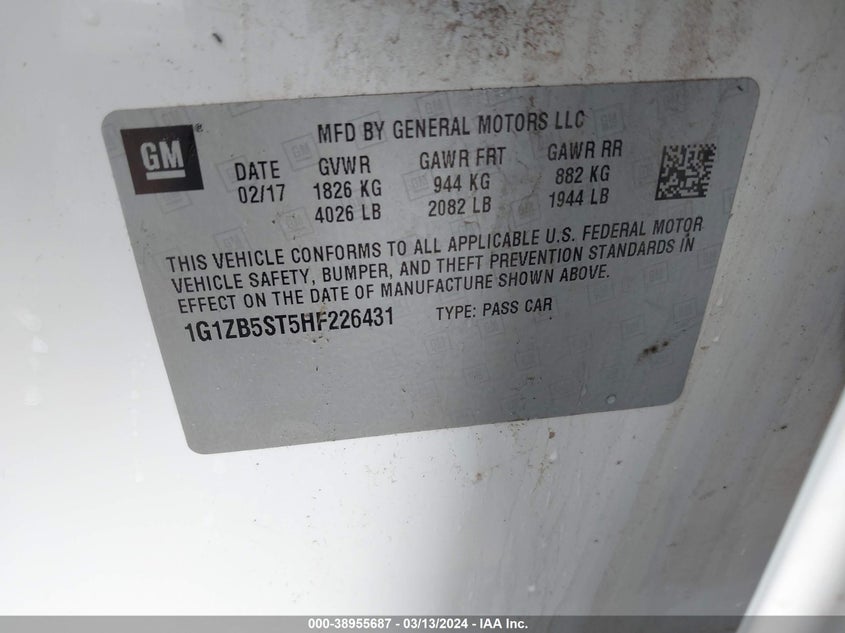 GM
MFD BY GENERAL MOTORS LLC
DATE GVWR GAWR FRT GAWR RR
02/17 1826 KG 944 KG 882 KG
4026 LB 2082 LB 1944 LB
THIS VEHICLE CONFORMS TO ALL APPLICABLE U.S. FEDERAL MOTOR
VEHICLE SAFETY, BUMPER, AND THEFT PREVENTION STANDARDS IN
EFFECT ON THE DATE OF MANUFACTURE SHOWN ABOVE.
1G1ZB5ST5HF226431 TYPE: PASS CAR
000-38955687 - 03/13/2024 - IAA Inc.